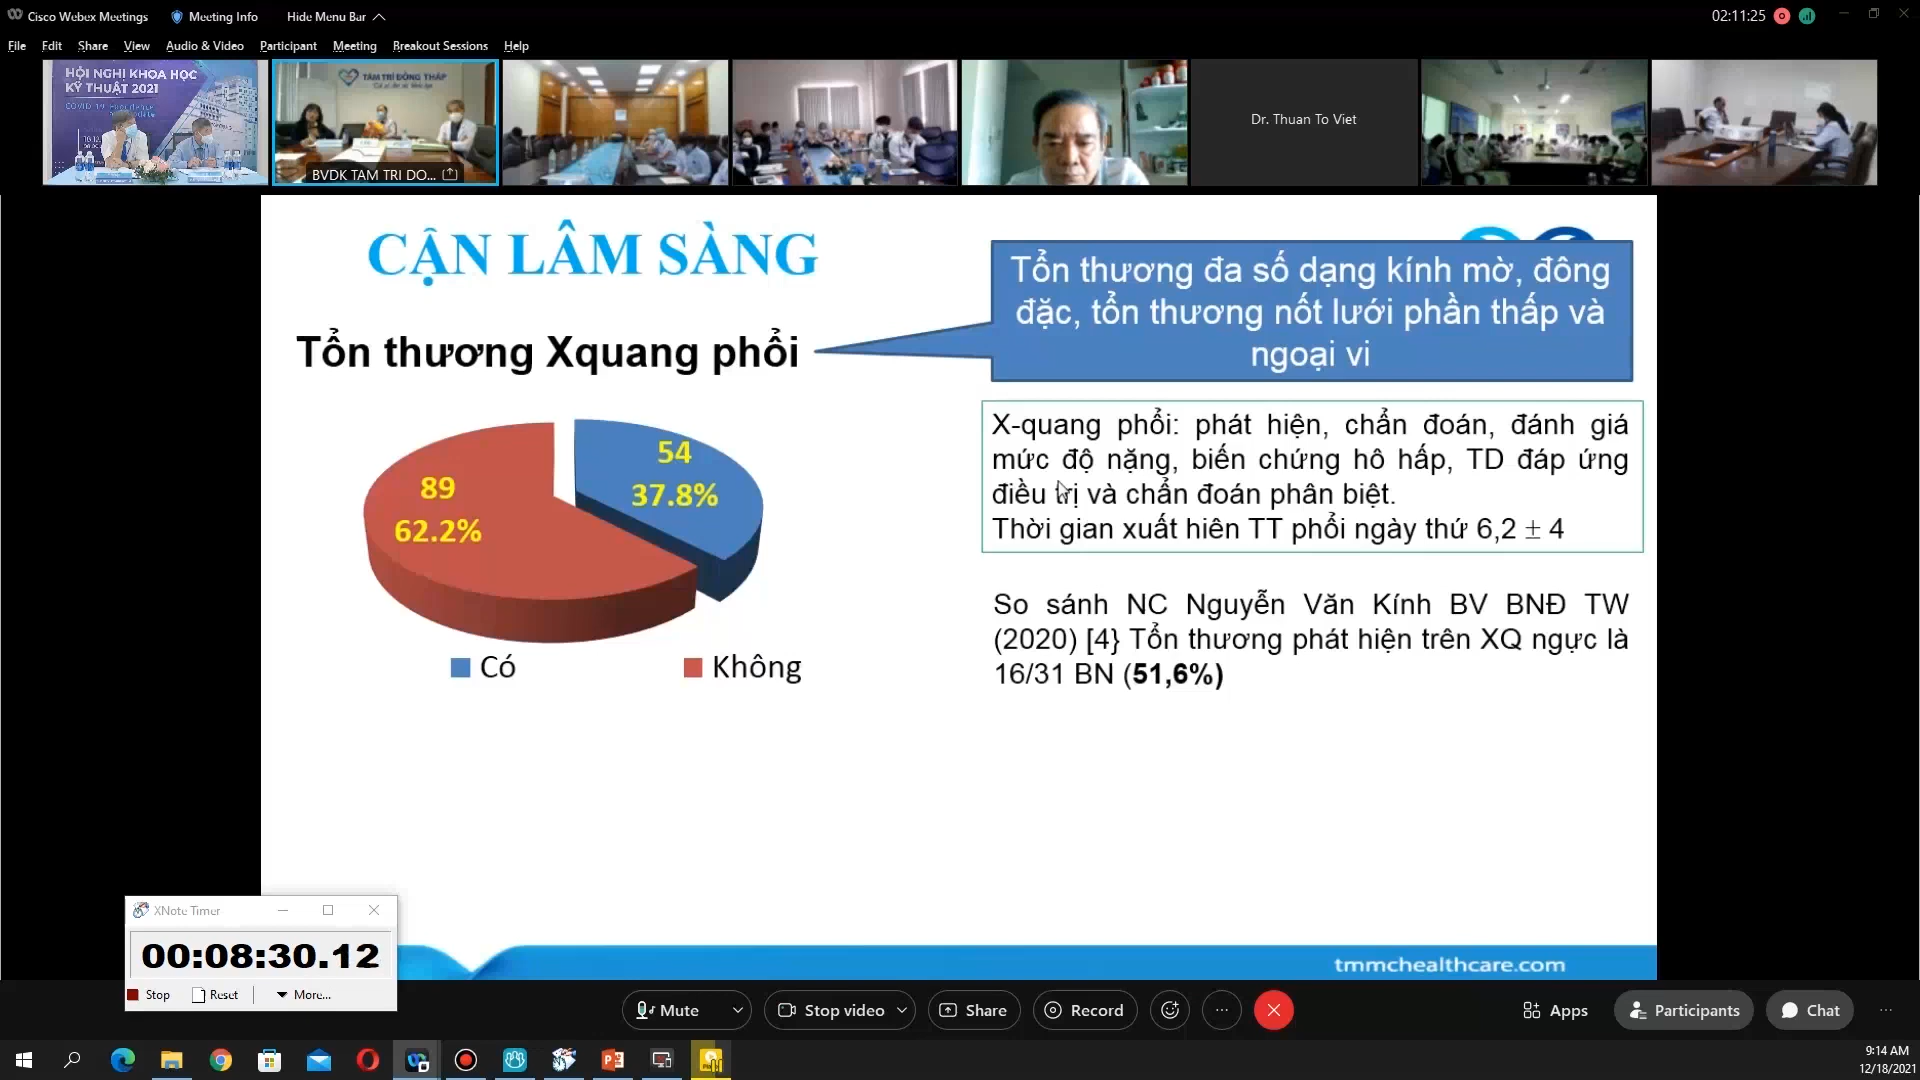 Cisco Webex Meetings
Meeting Info
Hide Menu Bar
02:11:25
File Edit Share View Audio & Video Participant Meeting Breakout Sessions Help
HỘI NGHỊ KHOA HỌC
KỸ THUẬT 2021
TÂM TRÍ ĐỒNG THÁP
BVDK TAM TRI DO...
Dr. Thuan To Viet
CẬN LÂM SÀNG
Tổn thương đa số dạng kính mờ, đông
đặc, tổn thương nốt lưới phần thấp và
ngoại vi
Tổn thương Xquang phổi
54
37.8%
89
62.2%
Có
Không
X-quang phổi: phát hiện, chẩn đoán, đánh giá
mức độ nặng, biến chứng hô hấp, TD đáp ứng
điều trị và chẩn đoán phân biệt.
Thời gian xuất hiên TT phổi ngày thứ 6,2 ± 4
So sánh NC Nguyễn Văn Kính BV BNĐ TW
(2020) [4} Tổn thương phát hiện trên XQ ngực là
16/31 BN (51,6%)
XNote Timer
00:08:30.12
Stop Reset More...
tmmchealthcare.com
Mute Stop video Share Record
Apps Participants Chat
9:14 AM
12/18/2021